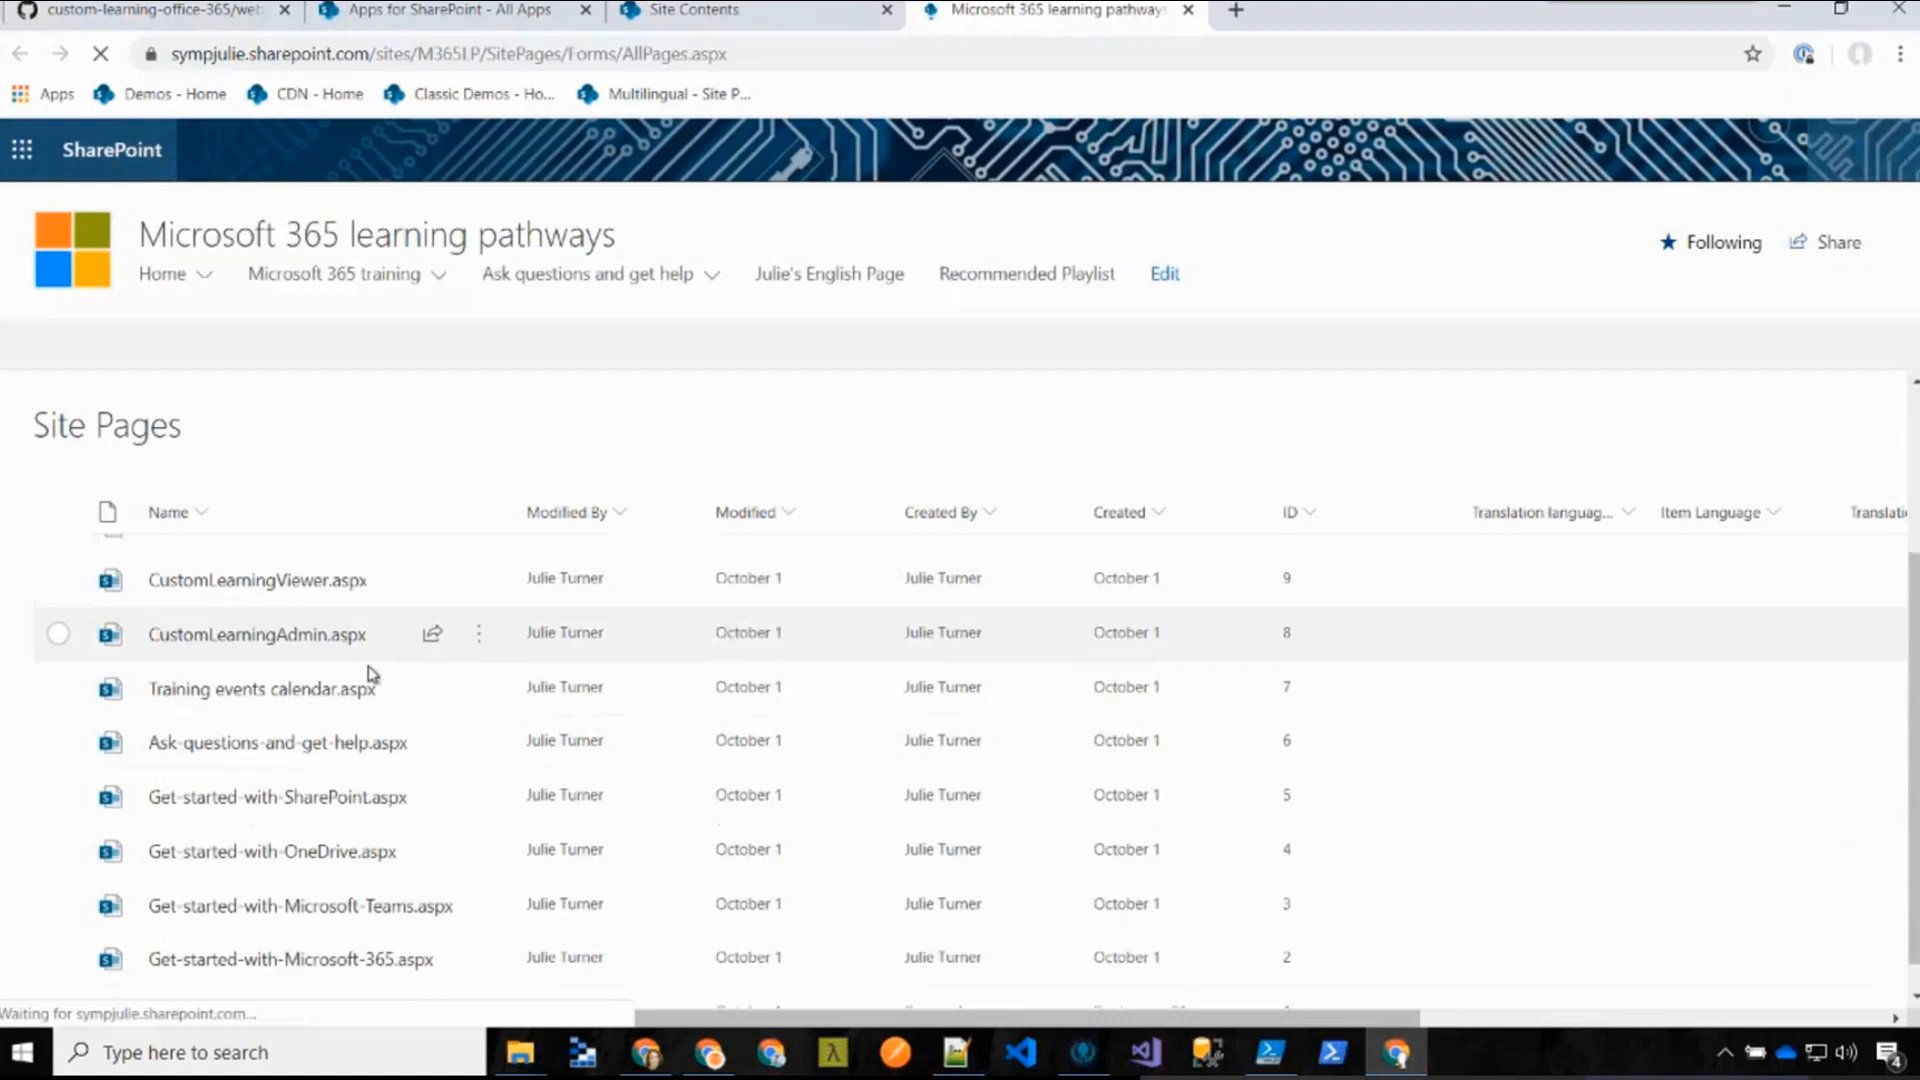 custom-learning-office-365/web
Apps for SharePoint - All Apps
Site Contents
Microsoft 365 learning pathways
sympjulie.sharepoint.com/sites/M365LP/SitePages/Forms/AllPages.aspx
Apps
Demos - Home
CDN - Home
Classic Demos - Ho...
Multilingual - Site P...
SharePoint
Microsoft 365 learning pathways
Following
Share
Home
Microsoft 365 training
Ask questions and get help
Julie's English Page
Recommended Playlist
Edit
Site Pages
Name Modified By Modified Created By Created ID Translation languag... Item Language Translati
CustomLearningViewer.aspx Julie Turner October 1 Julie Turner October 1 9
CustomLearningAdmin.aspx Julie Turner October 1 Julie Turner October 1 8
Training events calendar.aspx Julie Turner October 1 Julie Turner October 1 7
Ask-questions-and-get-help.aspx Julie Turner October 1 Julie Turner October 1 6
Get-started-with-SharePoint.aspx Julie Turner October 1 Julie Turner October 1 5
Get-started-with-OneDrive.aspx Julie Turner October 1 Julie Turner October 1 4
Get-started-with-Microsoft-Teams.aspx Julie Turner October 1 Julie Turner October 1 3
Get-started-with-Microsoft-365.aspx Julie Turner October 1 Julie Turner October 1 2
Waiting for sympjulie.sharepoint.com...
Type here to search
4